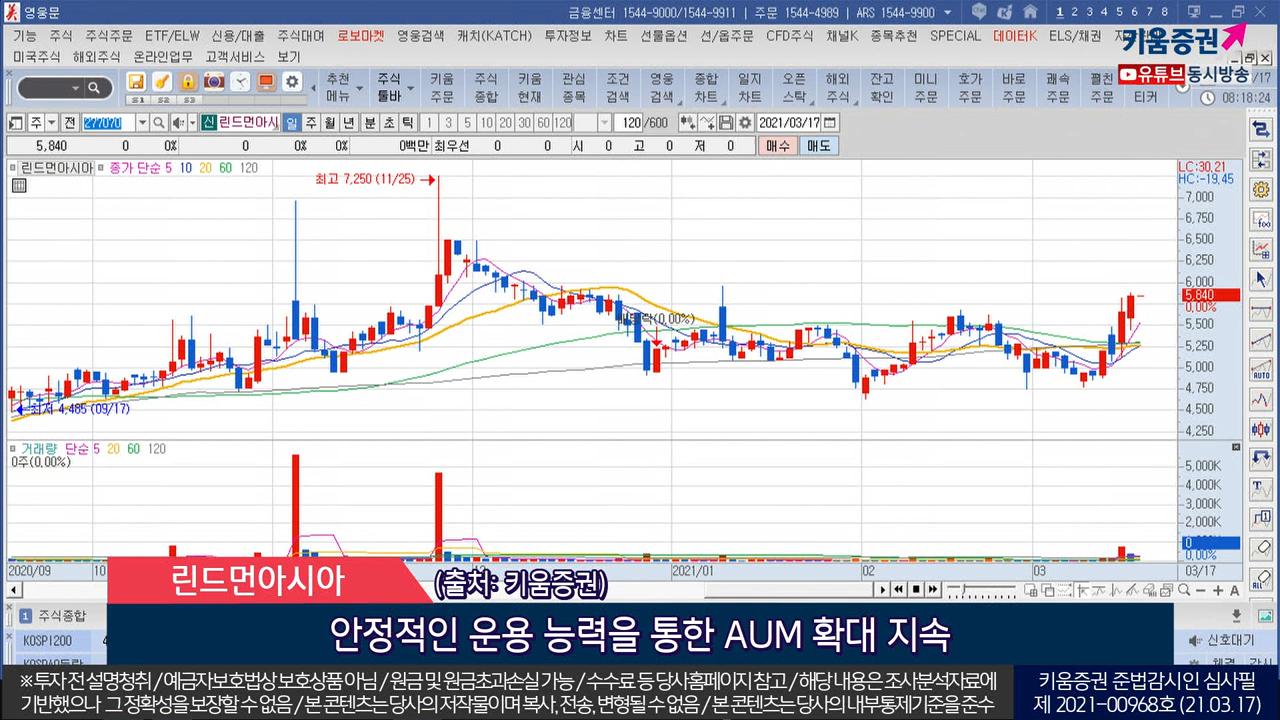 영웅문
금융센터 1544-9000/1544-9911 | 주문 1544-4989 | ARS 1544-9900
1 2 3 4 5 6 7 8
기능 주식 주식주문 ETF/ELW 신용/대출 주식대여 로보마켓 영웅검색 캐치(KATCH) 투자정보 차트 선물옵션 선/옵주문 CFD주식 채널K 종목추천 SPECIAL 데이터K ELS/채권
키움증권
미국주식 해외주식 온라인업무 고객서비스 보기
유튜브동시방송
S1 S2 S3
추천 주식 키움 주식 키움 관심 조건 영웅 종합 일지 오픈 해외 잔고 미니 호가 바로 쾌속 펼친
메뉴 툴바 주문 종합 현재 종목 검색 검색 차트 차트 스탁 주식 확인 주문 주문 주문 주문 주문 티커
/17
08:18:24
주 전 277070 신 린드먼아시 일 주 월 년 분 초 틱 1 3 5 10 20 30 60 120 120 /600 2021/03/17
5,840 0 0% 0 0% 0% 0백만 최우선 0 0 시 0 고 0 저 0 매수 매도
린드먼아시아 종가 단순 5 10 20 60 120
LC:30,21
HC:-19,45
최고 7,250 (11/25)
7,000
6,750
6,500
6,250
6,000
5,840
0,00%
5,500
5,250
5,000
4,750
4,500
4,250
(0,00%)
최저 4,485 (09/17)
거래량 단순 5 20 60 120
0주(0,00%)
5,000K
4,000K
3,000K
2,000K
0
0,00%
2020/09 10 12 2021/01 02 03 03/17
f(x)
AUTO
ALL
A
린드먼아시아
(출처: 키움증권)
1 주식종합
안정적인 운용 능력을 통한 AUM 확대 지속
KOSPI200
신호대기
※ 투자 전 설명청취 / 예금자보호법상 보호상품 아님 / 원금 및 원금초과손실 가능 / 수수료 등 당사홈페이지 참고 / 해당 내용은 조사분석자료에
기반했으나 그 정확성을 보장할 수 없음 / 본 콘텐츠는 당사의 저작물이며 복사, 전송, 변형될 수 없음 / 본 콘텐츠는 당사의 내부통제기준을 준수
키움증권 준법감시인 심사필
제 2021-00968호 (21.03.17)